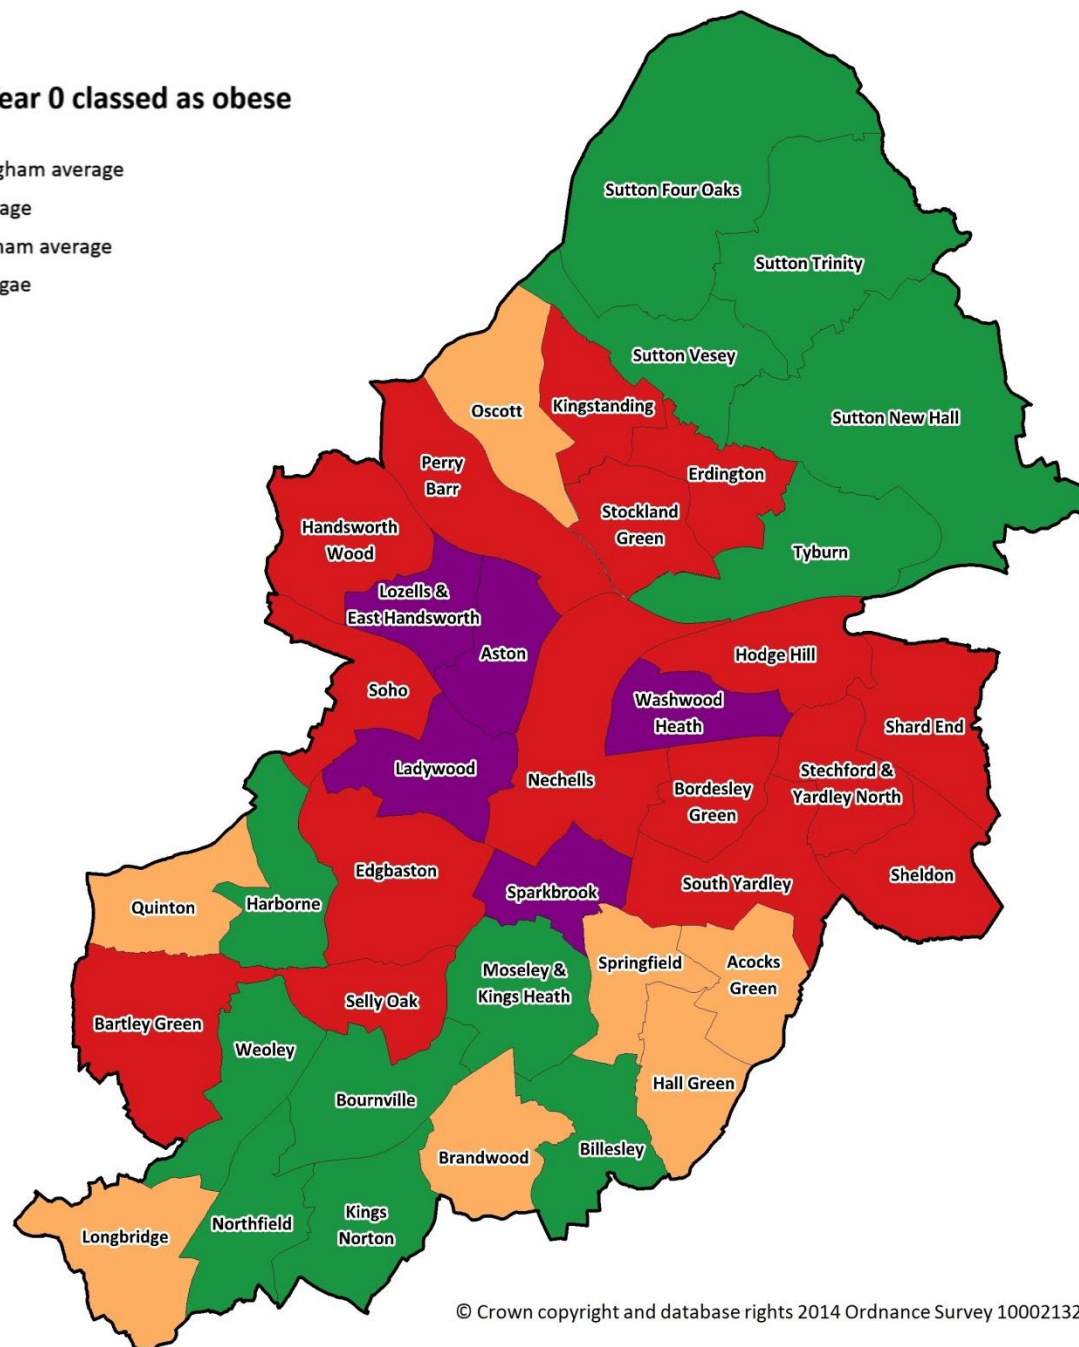 ear 0 classed as obese
gham average
age
ham average
gae
Sutton Four Oaks
Sutton Trinity
Sutton Vesey
Oscott
Kingstanding
Sutton New Hall
Perry
Barr
Erdington
Stockland
Green
Handsworth
Wood
Tyburn
Lozells &
East Handsworth
Aston
Hodge Hill
Soho
Washwood
Heath
Shard End
Ladywood
Nechells
Stechford &
Yardley North
Bordesley
Green
Edgbaston
Sparkbrook
South Yardley
Sheldon
Quinton
Harborne
Moseley &
Kings Heath
Springfield
Acocks
Green
Selly Oak
Bartley Green
Weoley
Hall Green
Bournville
Brandwood
Billesley
Longbridge
Northfield
Kings
Norton
© Crown copyright and database rights 2014 Ordnance Survey 10002132